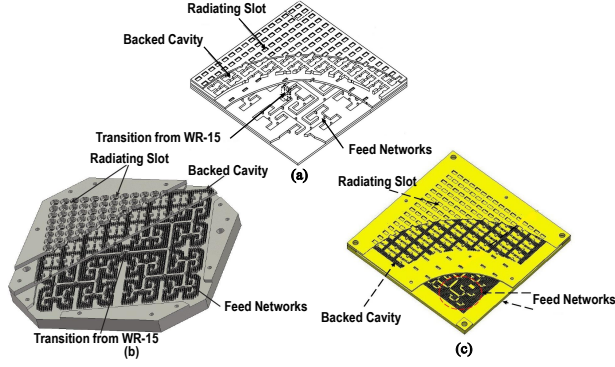 Radiating Slot
Backed Cavity
Transition from WR-15
Feed Networks
(a)
Radiating Slot
Backed Cavity
Feed Networks
Transition from WR-15
(b)
Radiating Slot
Backed Cavity
Feed Networks
(c)